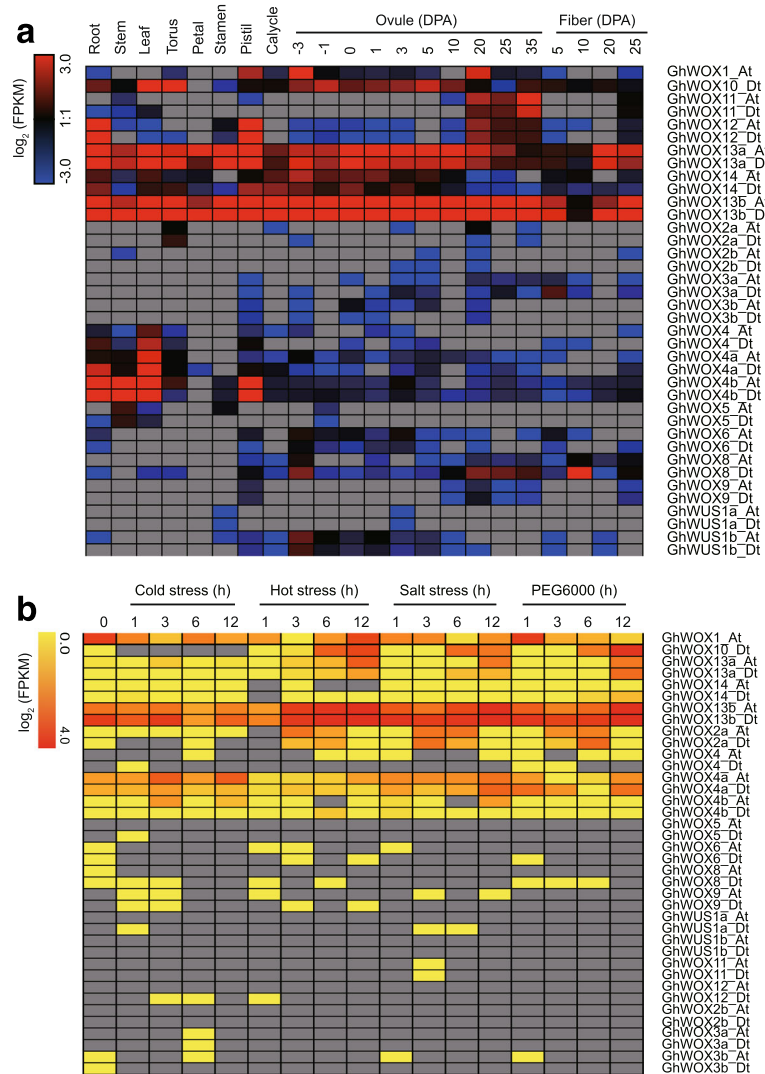 a
Root Stem Leaf Torus Petal Stamen Pistil Calycle
Ovule (DPA) Fiber (DPA)
-3 -1 0 1 3 5 10 20 25 35 5 10 20 25
log2 (FPKM)
3.0
1:1
-3.0
GhWOX1_At
GhWOX10_Dt
GhWOX11_At
GhWOX11_Dt
GhWOX12_At
GhWOX12_Dt
GhWOX13a_A
GhWOX13a_D
GhWOX14_At
GhWOX14_Dt
GhWOX13b_A
GhWOX13b_D
GhWOX2a_At
GhWOX2a_Dt
GhWOX2b_At
GhWOX2b_Dt
GhWOX3a_At
GhWOX3a_Dt
GhWOX3b_At
GhWOX3b_Dt
GhWOX4_At
GhWOX4_Dt
GhWOX4a_At
GhWOX4a_Dt
GhWOX4b_At
GhWOX4b_Dt
GhWOX5_At
GhWOX5_Dt
GhWOX6_At
GhWOX6_Dt
GhWOX8_At
GhWOX8_Dt
GhWOX9_At
GhWOX9_Dt
GhWUS1a_At
GhWUS1a_Dt
GhWUS1b_At
GhWUS1b_Dt
b
Cold stress (h) Hot stress (h) Salt stress (h) PEG6000 (h)
0 1 3 6 12 1 3 6 12 1 3 6 12 1 3 6 12
log2 (FPKM)
0.0
4.0
GhWOX1_At
GhWOX10_Dt
GhWOX13a_At
GhWOX13a_Dt
GhWOX14_At
GhWOX14_Dt
GhWOX13b_At
GhWOX13b_Dt
GhWOX2a_At
GhWOX2a_Dt
GhWOX4_At
GhWOX4_Dt
GhWOX4a_At
GhWOX4a_Dt
GhWOX4b_At
GhWOX4b_Dt
GhWOX5_At
GhWOX5_Dt
GhWOX6_At
GhWOX6_Dt
GhWOX8_At
GhWOX8_Dt
GhWOX9_At
GhWOX9_Dt
GhWUS1a_At
GhWUS1a_Dt
GhWUS1b_At
GhWUS1b_Dt
GhWOX11_At
GhWOX11_Dt
GhWOX12_At
GhWOX12_Dt
GhWOX2b_At
GhWOX2b_Dt
GhWOX3a_At
GhWOX3a_Dt
GhWOX3b_At
GhWOX3b_Dt